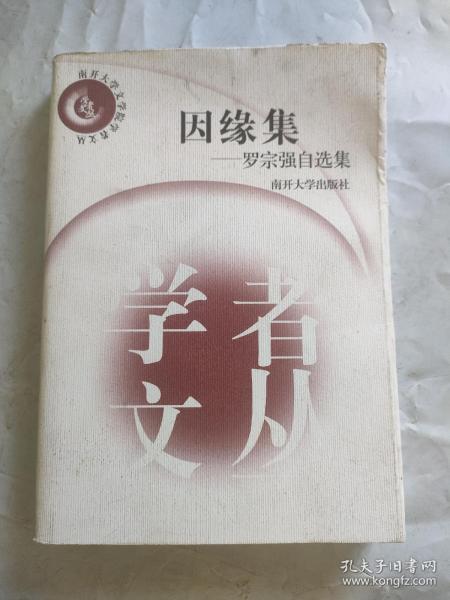 南开大学文学院学者文丛
因缘集
——罗宗强自选集
南开大学出版社
学者
文丛
孔夫子旧书网
www.kongfz.com